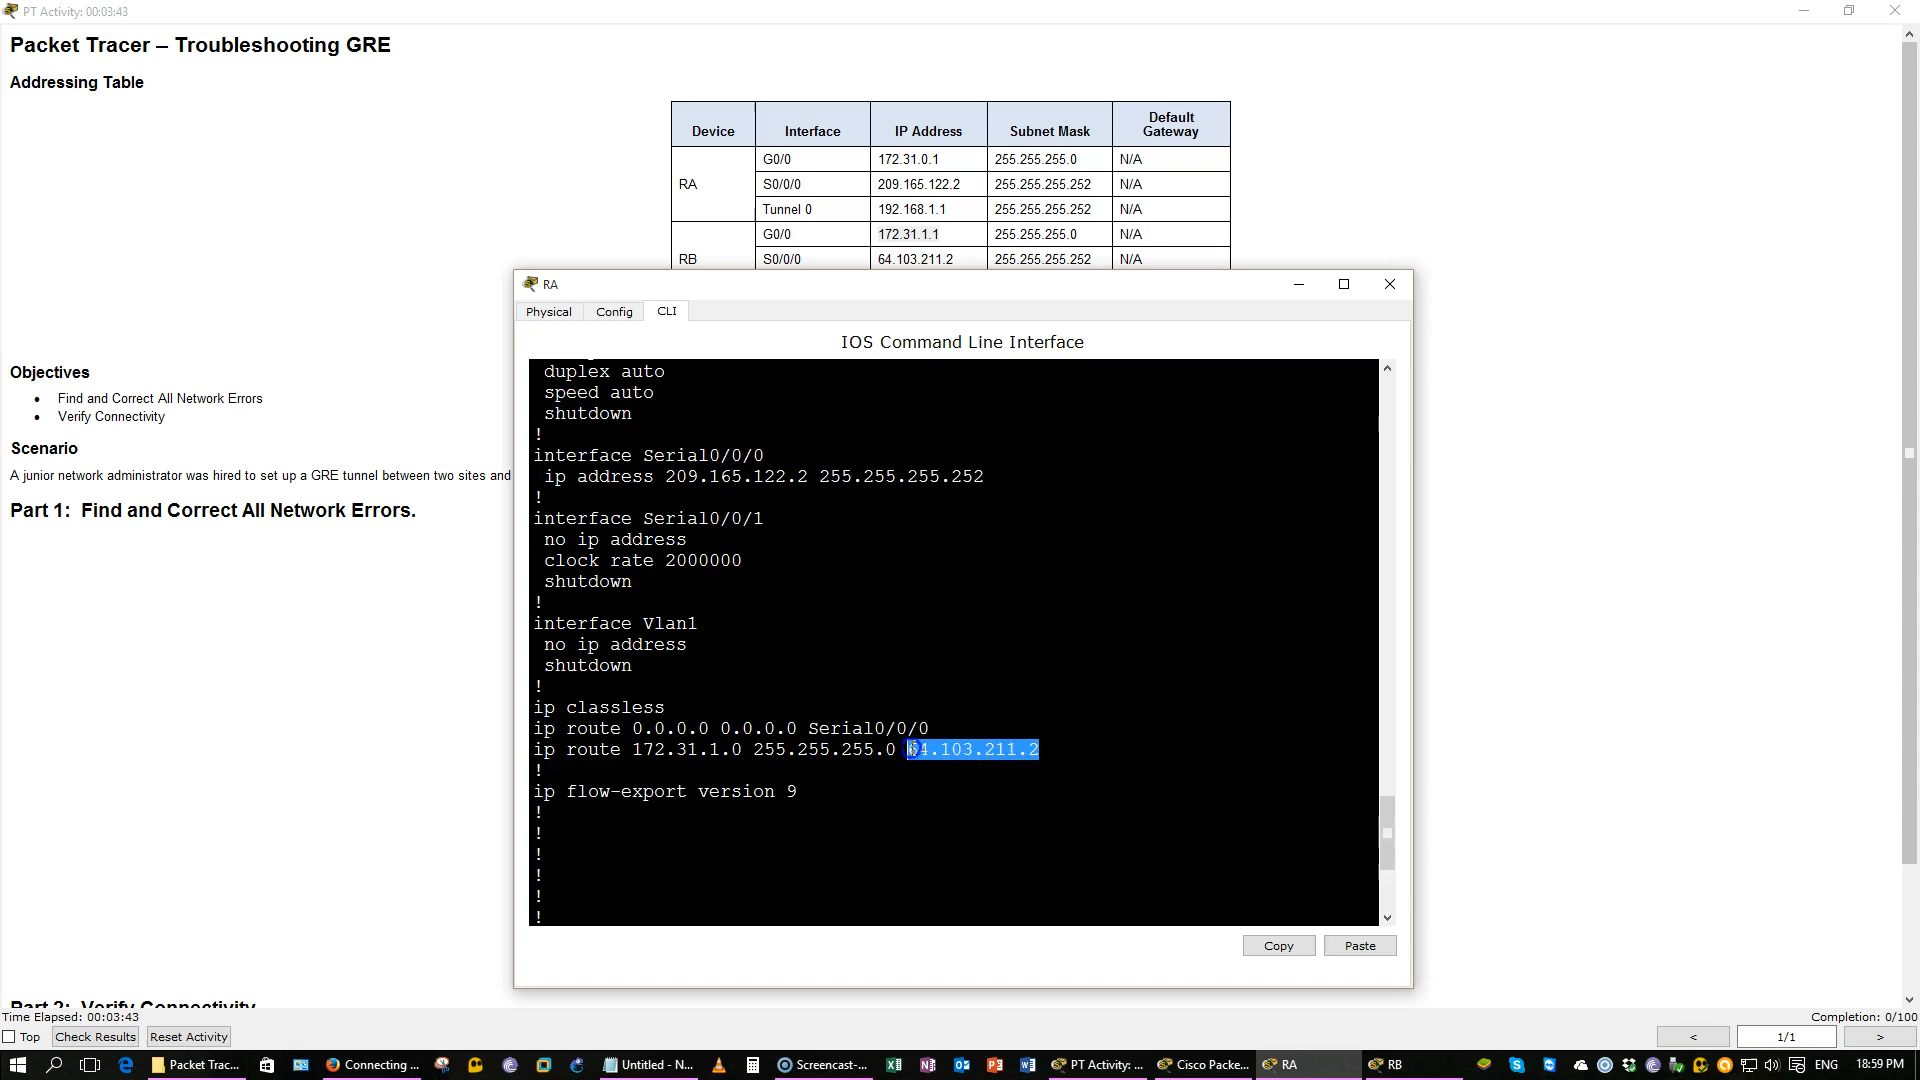 PT Activity: 00:03:43
Packet Tracer – Troubleshooting GRE
Addressing Table
Device Interface IP Address Subnet Mask Default Gateway
RA
G0/0 172.31.0.1 255.255.255.0 N/A
S0/0/0 209.165.122.2 255.255.255.252 N/A
Tunnel 0 192.168.1.1 255.255.255.252 N/A
RB
G0/0 172.31.1.1 255.255.255.0 N/A
S0/0/0 64.103.211.2 255.255.255.252 N/A
Objectives
• Find and Correct All Network Errors
• Verify Connectivity
Scenario
A junior network administrator was hired to set up a GRE tunnel between two sites and
Part 1: Find and Correct All Network Errors.
Part 2: Verify Connectivity
RA
Physical Config CLI
IOS Command Line Interface
duplex auto
speed auto
shutdown
!
interface Serial0/0/0
ip address 209.165.122.2 255.255.255.252
!
interface Serial0/0/1
no ip address
clock rate 2000000
shutdown
!
interface Vlan1
no ip address
shutdown
!
ip classless
ip route 0.0.0.0 0.0.0.0 Serial0/0/0
ip route 172.31.1.0 255.255.255.0 64.103.211.2
!
ip flow-export version 9
!
!
!
!
!
!
Copy Paste
Time Elapsed: 00:03:43
Completion: 0/100
Top Check Results Reset Activity
< 1/1 >
Packet Trac... Connecting ... Untitled - N... Screencast-... PT Activity: ... Cisco Packe... RA RB ENG 18:59 PM